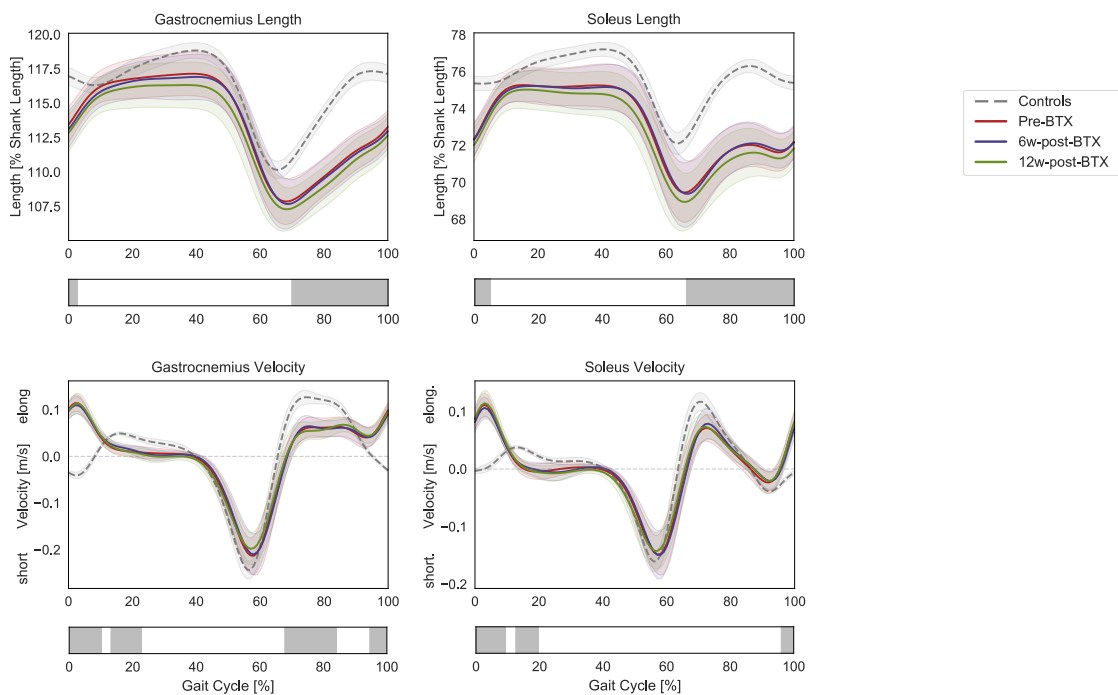 Gastrocnemius Length
Soleus Length
Length [% Shank Length]
120.0
117.5
115.0
112.5
110.0
107.5
0 20 40 60 80 100
0 20 40 60 80 100
Length [% Shank Length]
78
76
74
72
70
68
0 20 40 60 80 100
0 20 40 60 80 100
Controls
Pre-BTX
6w-post-BTX
12w-post-BTX
Gastrocnemius Velocity
Soleus Velocity
short. Velocity [m/s] elong.
0.1
0.0
−0.1
−0.2
0 20 40 60 80 100
0 20 40 60 80 100
Gait Cycle [%]
short. Velocity [m/s] elong.
0.1
0.0
−0.1
−0.2
0 20 40 60 80 100
0 20 40 60 80 100
Gait Cycle [%]